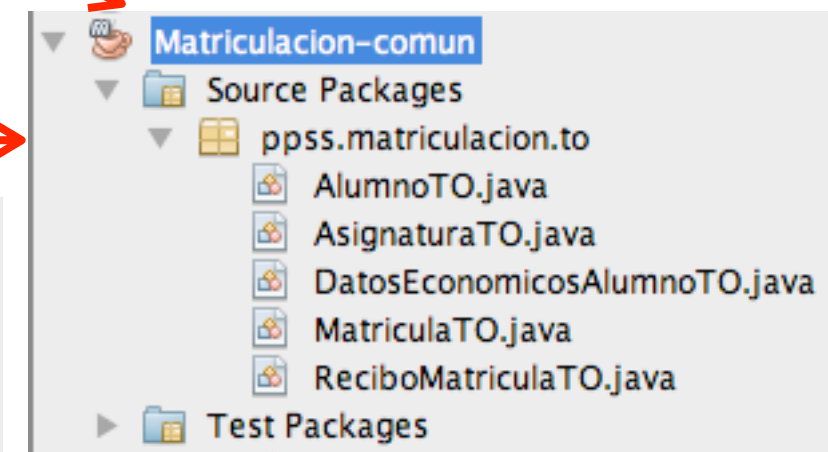 Matriculacion-comun
Source Packages
ppss.matriculacion.to
AlumnoTO.java
AsignaturaTO.java
DatosEconomicosAlumnoTO.java
MatriculaTO.java
ReciboMatriculaTO.java
Test Packages